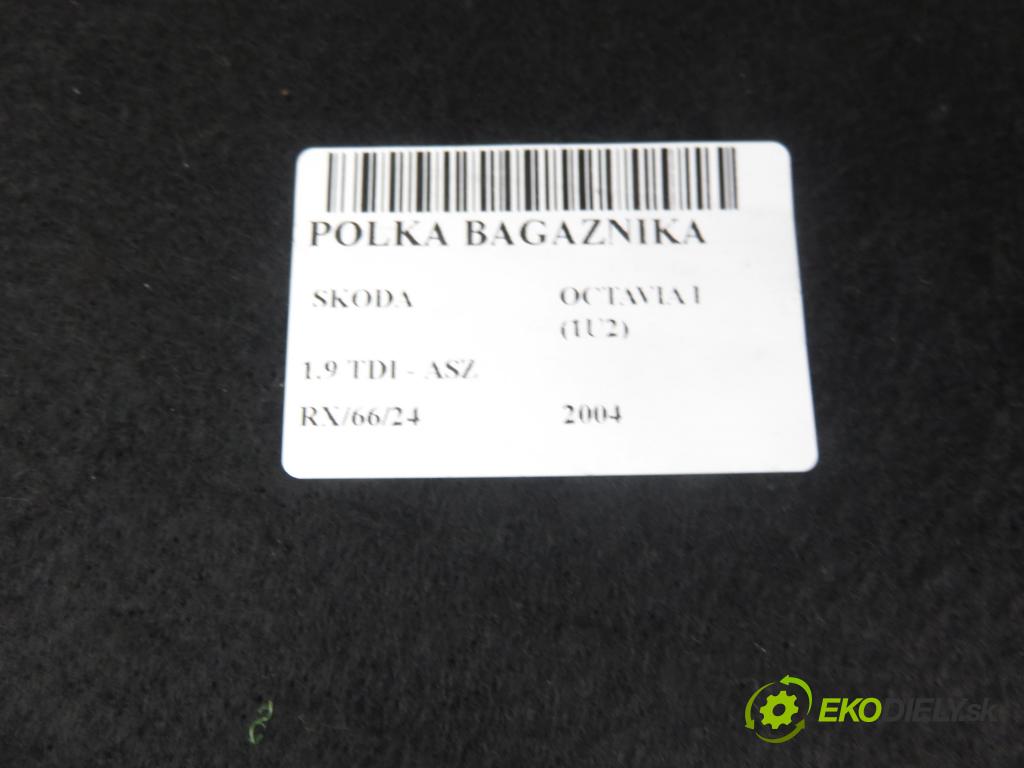 POLKA BAGAZNIKA
SKODA OCTAVIA I
(1U2)
1.9 TDI - ASZ
RX/66/24 2004
EKODIELY.sk